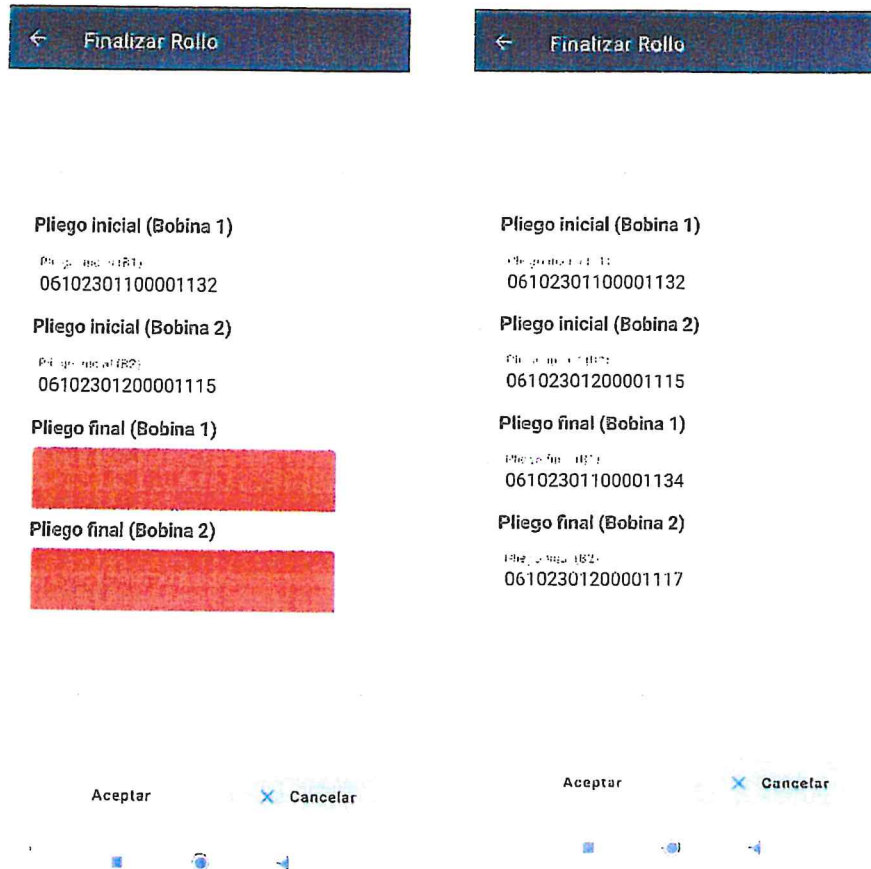 Finalizar Rollo
Pliego inicial (Bobina 1)
06102301100001132
Pliego inicial (Bobina 2)
06102301200001115
Pliego final (Bobina 1)
Pliego final (Bobina 2)
Aceptar
Cancelar
Finalizar Rollo
Pliego inicial (Bobina 1)
06102301100001132
Pliego inicial (Bobina 2)
06102301200001115
Pliego final (Bobina 1)
06102301100001134
Pliego final (Bobina 2)
06102301200001117
Aceptar
Cancelar